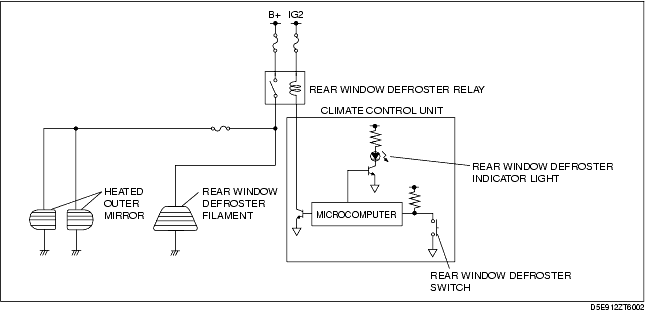 B+ IG2
REAR WINDOW DEFROSTER RELAY
CLIMATE CONTROL UNIT
REAR WINDOW DEFROSTER
INDICATOR LIGHT
HEATED
OUTER
MIRROR
REAR WINDOW
DEFROSTER
FILAMENT
MICROCOMPUTER
REAR WINDOW DEFROSTER
SWITCH
D5E912ZT6002